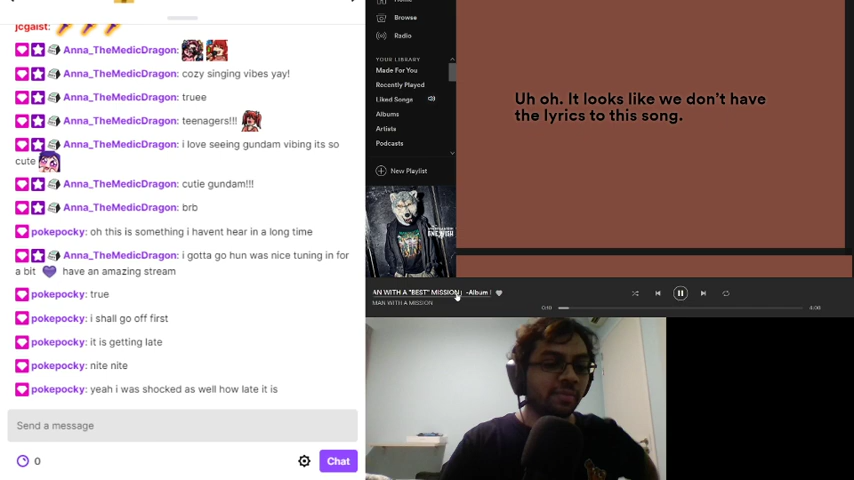 jcgaist:
Anna_TheMedicDragon:
Anna_TheMedicDragon: cozy singing vibes yay!
Anna_TheMedicDragon: truee
Anna_TheMedicDragon: teenagers!!!
Anna_TheMedicDragon: i love seeing gundam vibing its so
cute
Anna_TheMedicDragon: cutie gundam!!!
Anna_TheMedicDragon: brb
pokepocky: oh this is something i havent hear in a long time
Anna_TheMedicDragon: i gotta go hun was nice tuning in for
a bit 💜 have an amazing stream
pokepocky: true
pokepocky: i shall go off first
pokepocky: it is getting late
pokepocky: nite nite
pokepocky: yeah i was shocked as well how late it is
Send a message
0
Chat
Browse
Radio
YOUR LIBRARY
Made For You
Recently Played
Liked Songs
Albums
Artists
Podcasts
New Playlist
Uh oh. It looks like we don't have
the lyrics to this song.
AN WITH A "BEST" MISSION -Album
MAN WITH A MISSION